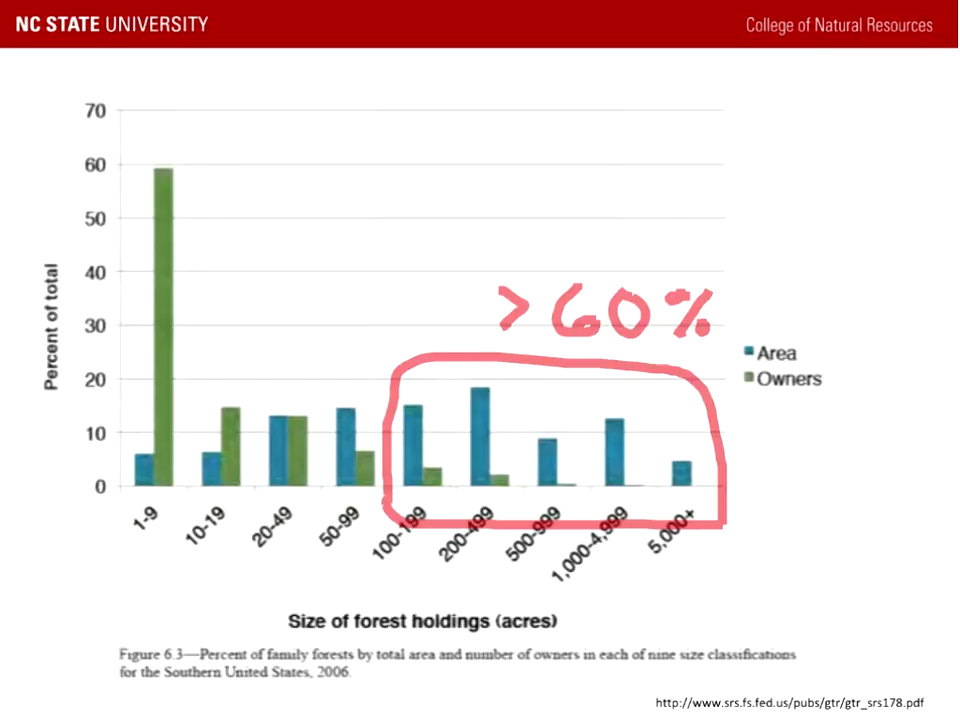 NC STATE UNIVERSITY
College of Natural Resources
70
60
50
40
30
20
10
0
Percent of total
>60%
Area
Owners
1-9
10-19
20-49
50-99
100-199
200-499
500-999
1,000-4,999
5,000+
Size of forest holdings (acres)
Figure 6.3—Percent of family forests by total area and number of owners in each of nine size classifications
for the Southern United States, 2006.
http://www.srs.fs.fed.us/pubs/gtr/gtr_srs178.pdf